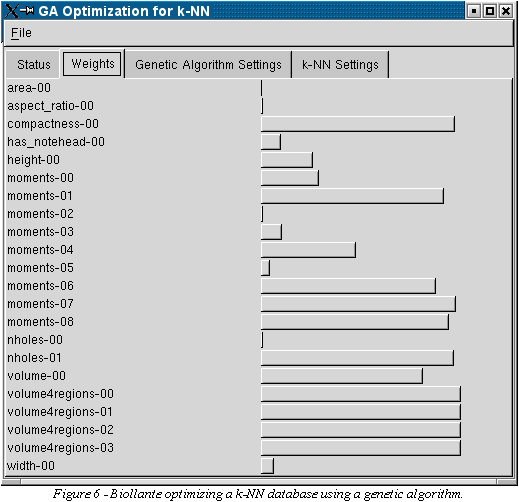 GA Optimization for k-NN
File
Status Weights Genetic Algorithm Settings k-NN Settings
area-00
aspect_ratio-00
compactness-00
has_notehead-00
height-00
moments-00
moments-01
moments-02
moments-03
moments-04
moments-05
moments-06
moments-07
moments-08
nholes-00
nholes-01
volume-00
volume4regions-00
volume4regions-01
volume4regions-02
volume4regions-03
width-00
Figure 6 - Biollante optimizing a k-NN database using a genetic algorithm.